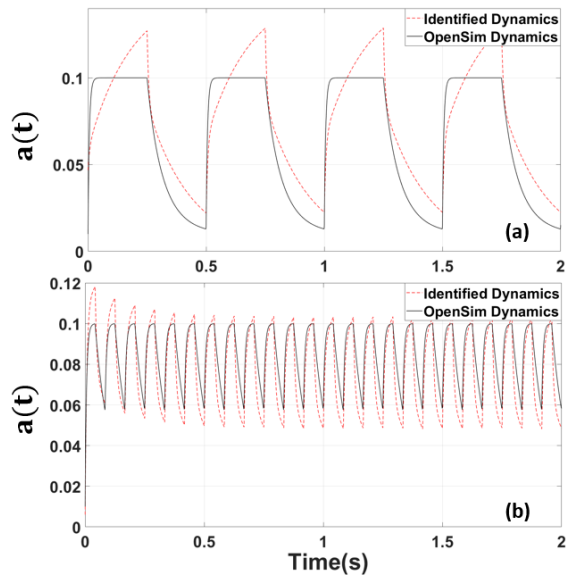 Identified Dynamics
OpenSim Dynamics
0.1
0.05
0
a(t)
(a)
0 0.5 1 1.5 2
0.12
Identified Dynamics
OpenSim Dynamics
0.1
0.08
0.06
0.04
0.02
0
a(t)
(b)
0 0.5 1 1.5 2
Time(s)